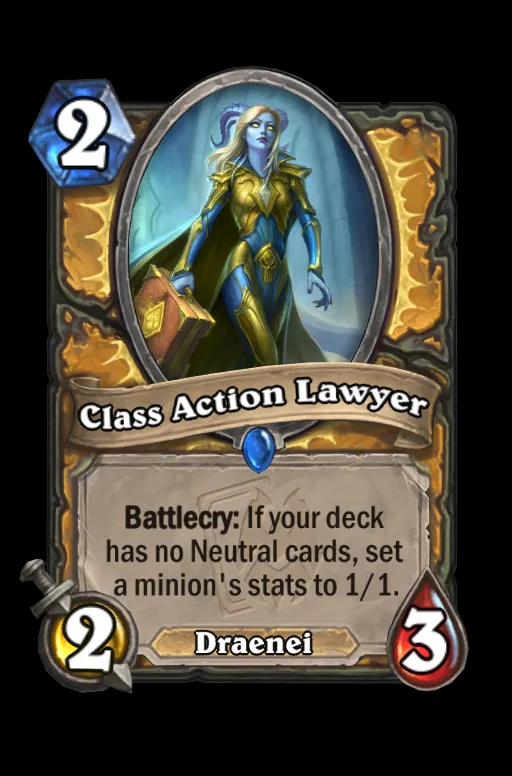 2
Class Action Lawyer
Battlecry: If your deck
has no Neutral cards, set
a minion's stats to 1/1.
2
Draenei
3